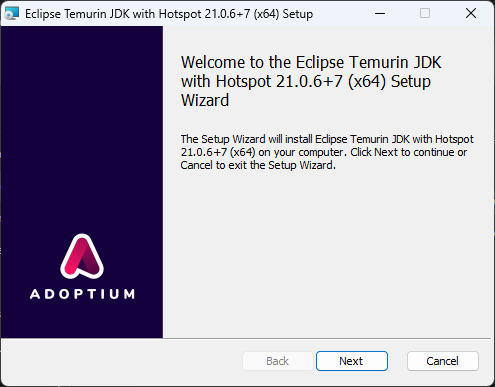 Eclipse Temurin JDK with Hotspot 21.0.6+7 (x64) Setup
Welcome to the Eclipse Temurin JDK
with Hotspot 21.0.6+7 (x64) Setup
Wizard
The Setup Wizard will install Eclipse Temurin JDK with Hotspot
21.0.6+7 (x64) on your computer. Click Next to continue or
Cancel to exit the Setup Wizard.
ADOPTIUM
Back Next Cancel